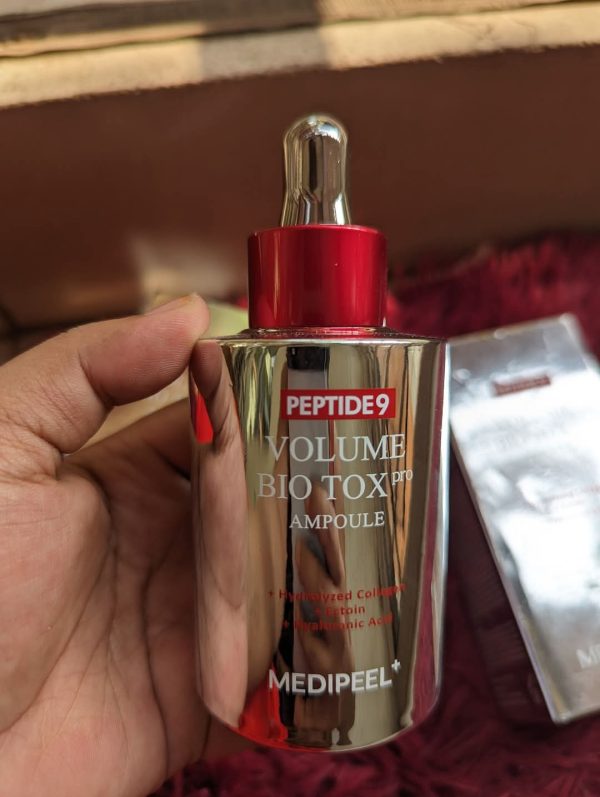 PEPTIDE9
VOLUME
BIO TOX pro
AMPOULE
+ Hydrolyzed Collagen
+ Ectoin
+ Hyaluronic Acid
MEDIPEEL+